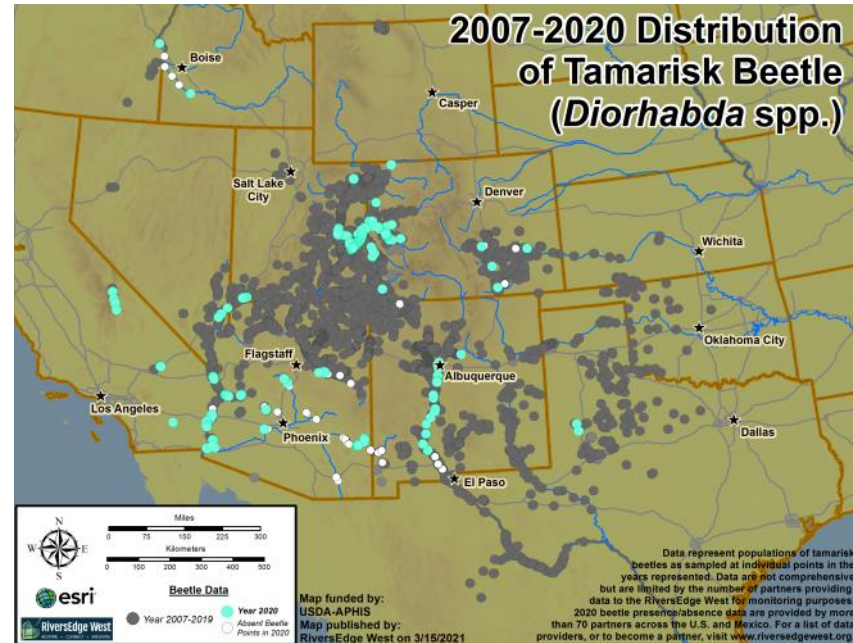 2007-2020 Distribution
of Tamarisk Beetle
(Diorhabda spp.)
Boise
Casper
Salt Lake
City
Denver
Wichita
Flagstaff
Albuquerque
Oklahoma City
Los Angeles
Phoenix
Dallas
El Paso
N
W
E
S
Miles
0 75 150 225 300
Kilometers
0 100 200 300 400 500
esri
Beetle Data
Year 2007-2019
Year 2020
Absent Beetle
Points in 2020
RiversEdge West
RESTORE • CONNECT • INNOVATE
Map funded by:
USDA-APHIS
Map published by:
RiversEdge West on 3/15/2021
Data represent populations of tamarisk
beetles as sampled at individual points in the
years represented. Data are not comprehensive
but are limited by the number of partners providing
data to the RiversEdge West for monitoring purposes.
2020 beetle presence/absence data are provided by more
than 70 partners across the U.S. and Mexico. For a list of data
providers, or to become a partner, visit www.riversedgewest.org.